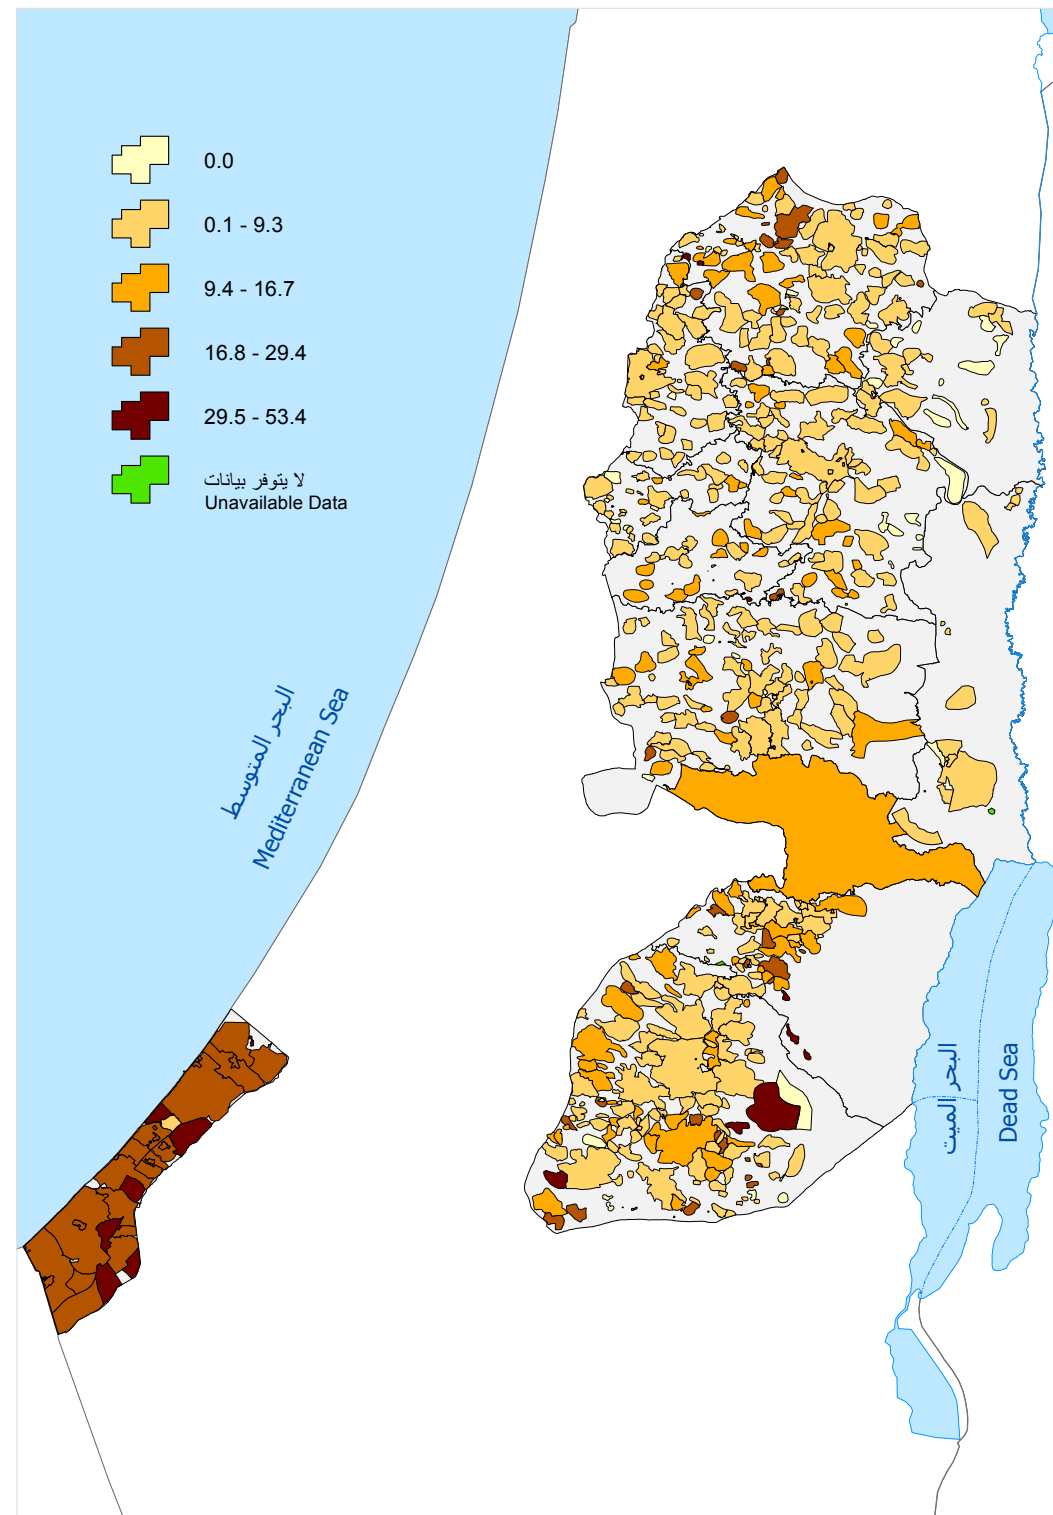 0.0
0.1 - 9.3
9.4 - 16.7
16.8 - 29.4
29.5 - 53.4
لا يتوفر بيانات
Unavailable Data
البحر المتوسط
Mediterranean Sea
البحر الميت
Dead Sea